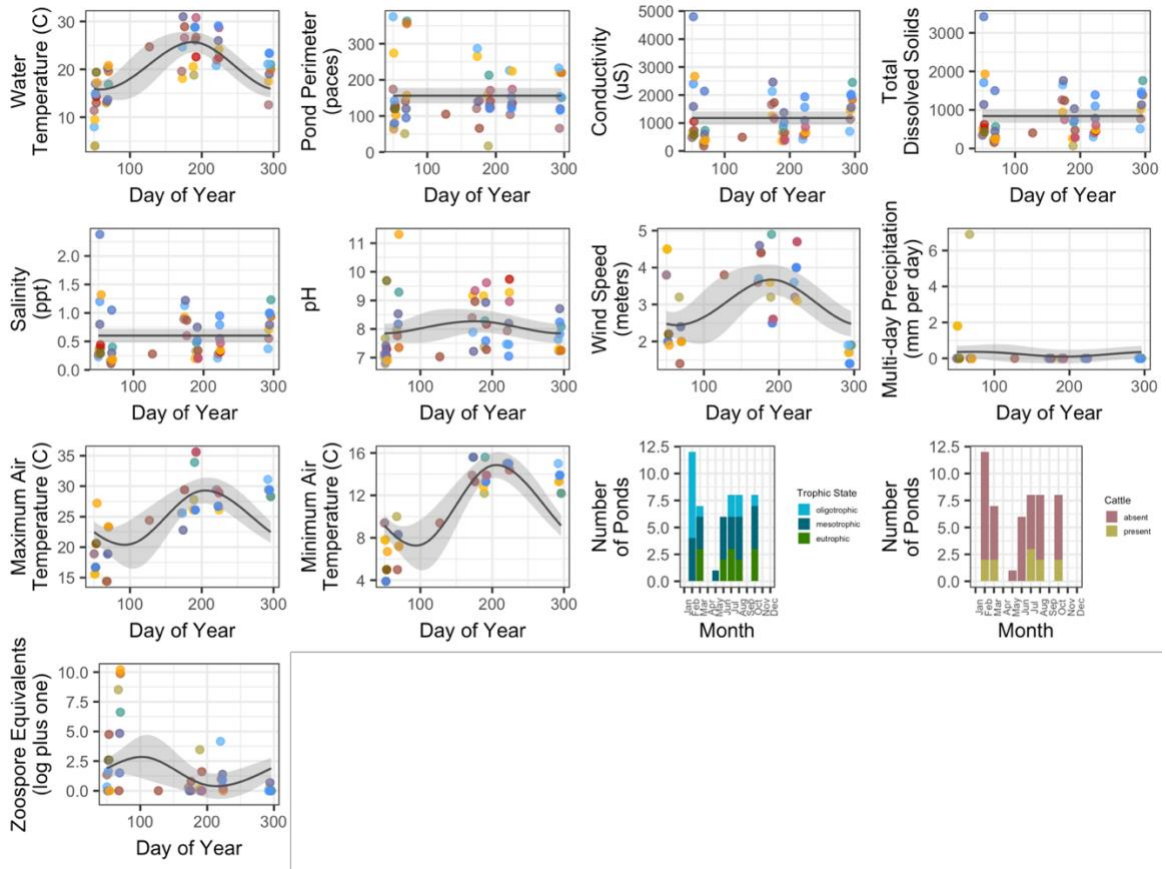 Water
Temperature (C)
30
20
10
100
200
300
Day of Year
Pond Perimeter
(paces)
300
200
100
0
100
200
300
Day of Year
Conductivity
(uS)
5000
4000
3000
2000
1000
0
100
200
300
Day of Year
Total
Dissolved Solids
3000
2000
1000
0
100
200
300
Day of Year
Salinity
(ppt)
2.0
1.5
1.0
0.5
0.0
100
200
300
Day of Year
pH
11
10
9
8
7
100
200
300
Day of Year
Wind Speed
(meters)
5
4
3
2
100
200
300
Day of Year
Multi-day Precipitation
(mm per day)
6
4
2
0
100
200
300
Day of Year
Maximum Air
Temperature (C)
35
30
25
20
15
100
200
300
Day of Year
Minimum Air
Temperature (C)
16
12
8
4
100
200
300
Day of Year
Number
of Ponds
12.5
10.0
7.5
5.0
2.5
0.0
Jan
Feb
Mar
Apr
May
Jun
Jul
Aug
Sep
Oct
Nov
Dec
Month
Trophic State
oligotrophic
mesotrophic
eutrophic
Number
of Ponds
12.5
10.0
7.5
5.0
2.5
0.0
Jan
Feb
Mar
Apr
May
Jun
Jul
Aug
Sep
Oct
Nov
Dec
Month
Cattle
absent
present
Zoospore Equivalents
(log plus one)
10.0
7.5
5.0
2.5
0.0
100
200
300
Day of Year